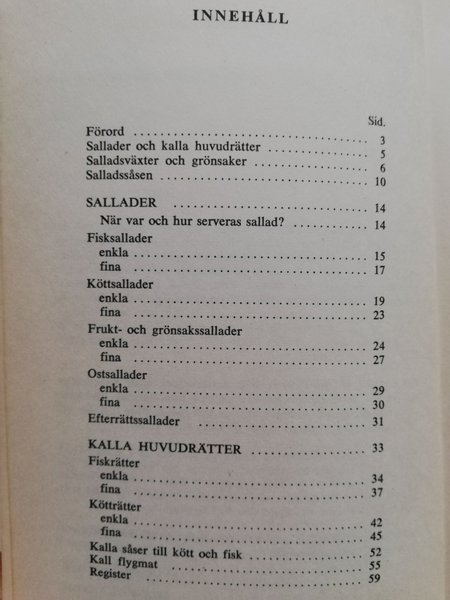 INNEHÅLL
Sid.
Förord ................ 3
Sallader och kalla huvudrätter ................ 5
Salladsväxter och grönsaker ................ 6
Salladssåsen ................ 10
SALLADER ................ 14
När var och hur serveras sallad? ................ 14
Fisksallader
enkla ................ 15
fina ................ 17
Köttsallader
enkla ................ 19
fina ................ 23
Frukt- och grönsakssallader
enkla ................ 24
fina ................ 27
Ostsallader
enkla ................ 29
fina ................ 30
Efterrättssallader ................ 31
KALLA HUVUDRÄTTER ................ 33
Fiskrätter
enkla ................ 34
fina ................ 37
Kötträtter
enkla ................ 42
fina ................ 45
Kalla såser till kött och fisk ................ 52
Kall flygmat ................ 55
Register ................ 59